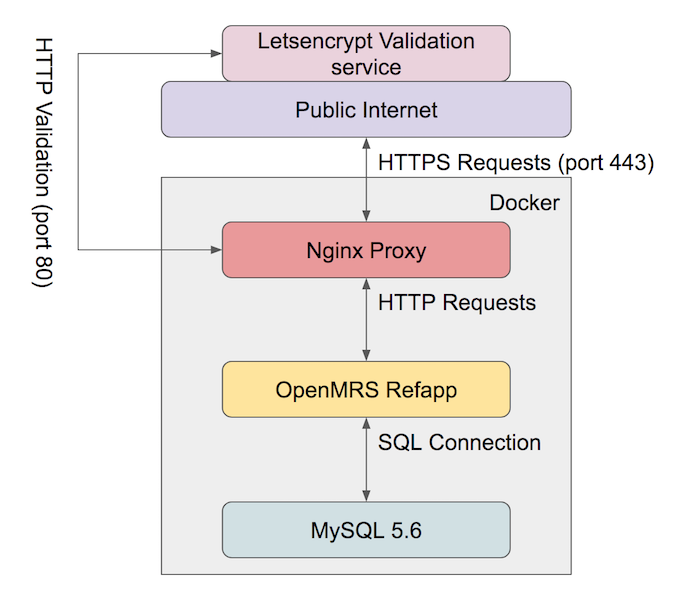 Letsencrypt Validation
service
Public Internet
HTTP Validation (port 80)
HTTPS Requests (port 443)
Docker
Nginx Proxy
HTTP Requests
OpenMRS Refapp
SQL Connection
MySQL 5.6